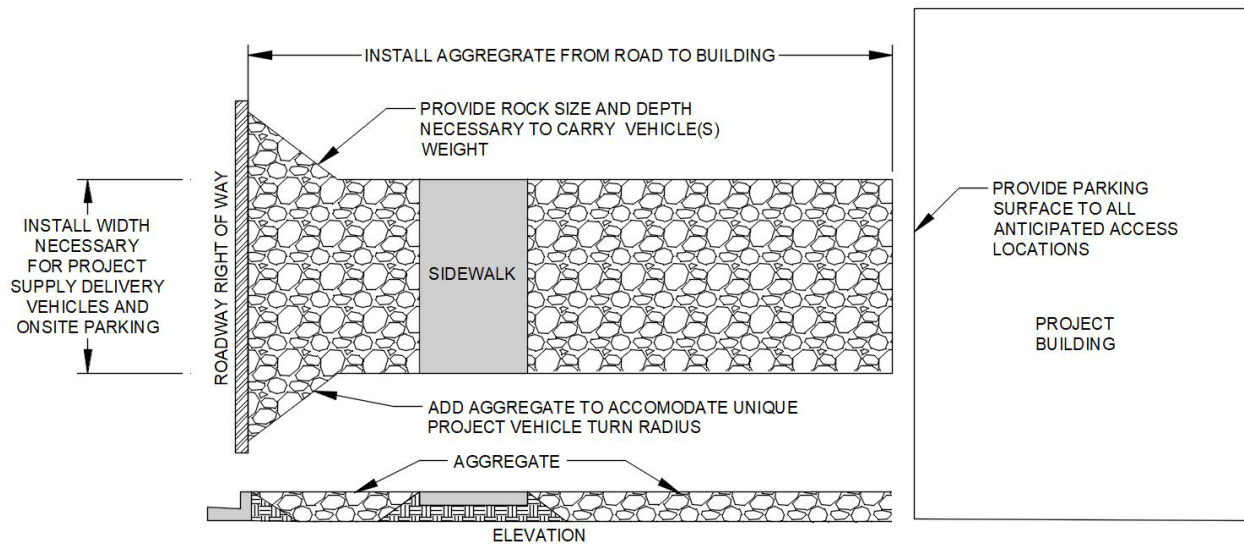 INSTALL AGGREGRATE FROM ROAD TO BUILDING
PROVIDE ROCK SIZE AND DEPTH
NECESSARY TO CARRY VEHICLE(S)
WEIGHT
INSTALL WIDTH
NECESSARY
FOR PROJECT
SUPPLY DELIVERY
VEHICLES AND
ONSITE PARKING
ROADWAY RIGHT OF WAY
SIDEWALK
PROVIDE PARKING
SURFACE TO ALL
ANTICIPATED ACCESS
LOCATIONS
PROJECT
BUILDING
ADD AGGREGATE TO ACCOMODATE UNIQUE
PROJECT VEHICLE TURN RADIUS
AGGREGATE
ELEVATION